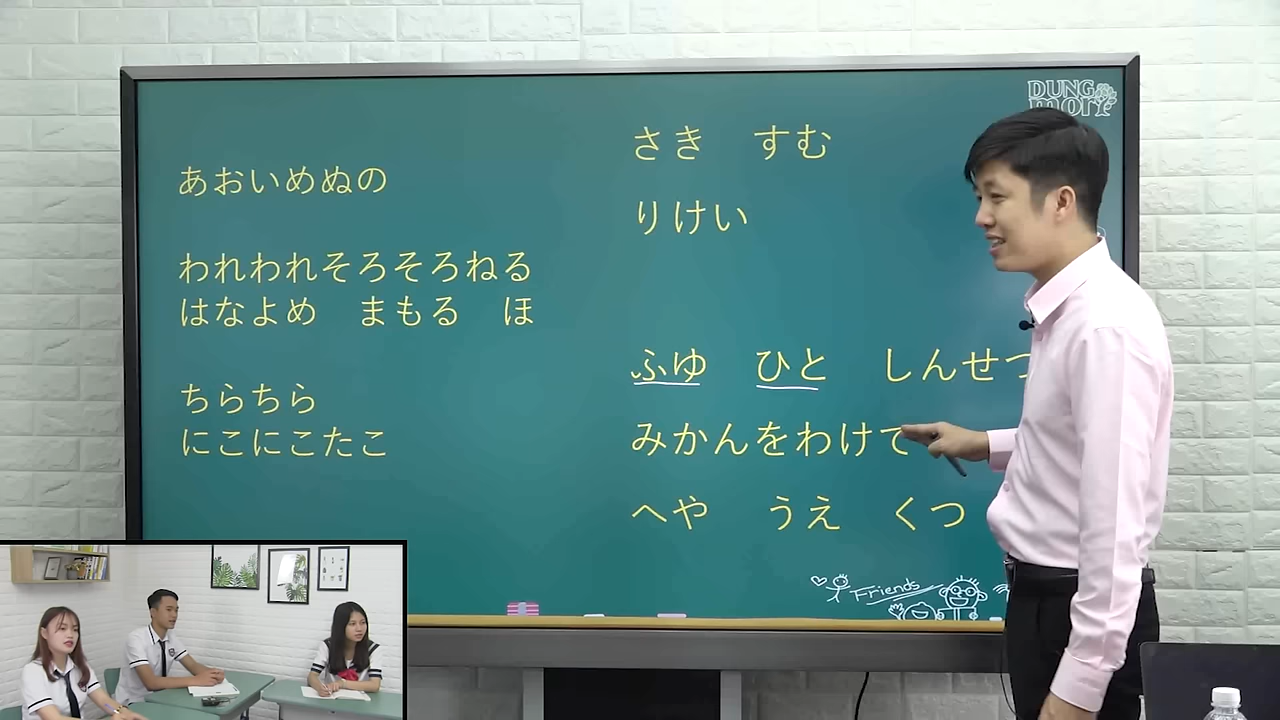 DUNG
mori
あおいめぬの
われわれそろそろねる
はなよめ　まもる　ほ
ちらちら
にこにこたこ
さき　すむ
りけい
ふゆ　ひと　しんせつ
みかんをわけて
へや　うえ　くつ
Friends